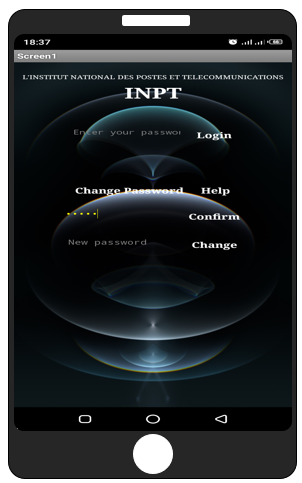 18:37
Screen1
L'INSTITUT NATIONAL DES POSTES ET TELECOMMUNICATIONS
INPT
Enter your passwor Login
Change Password Help
••••• Confirm
New password Change